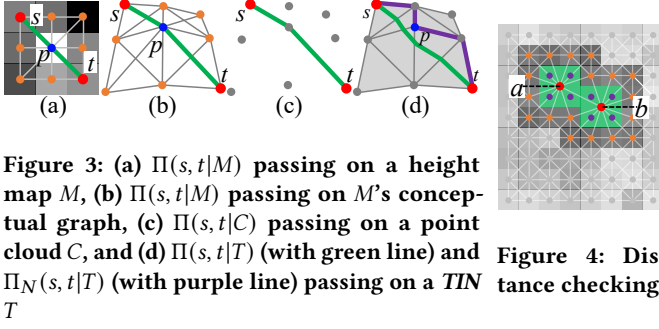 s
p
t
(a)
s
p
t
(b)
s
t
(c)
s
p
t
(d)
a
b
Figure 3: (a) Π(s, t|M) passing on a height
map M, (b) Π(s, t|M) passing on M's concep-
tual graph, (c) Π(s, t|C) passing on a point
cloud C, and (d) Π(s, t|T) (with green line) and
Π_N(s, t|T) (with purple line) passing on a TIN
T
Figure 4: Dis
tance checking